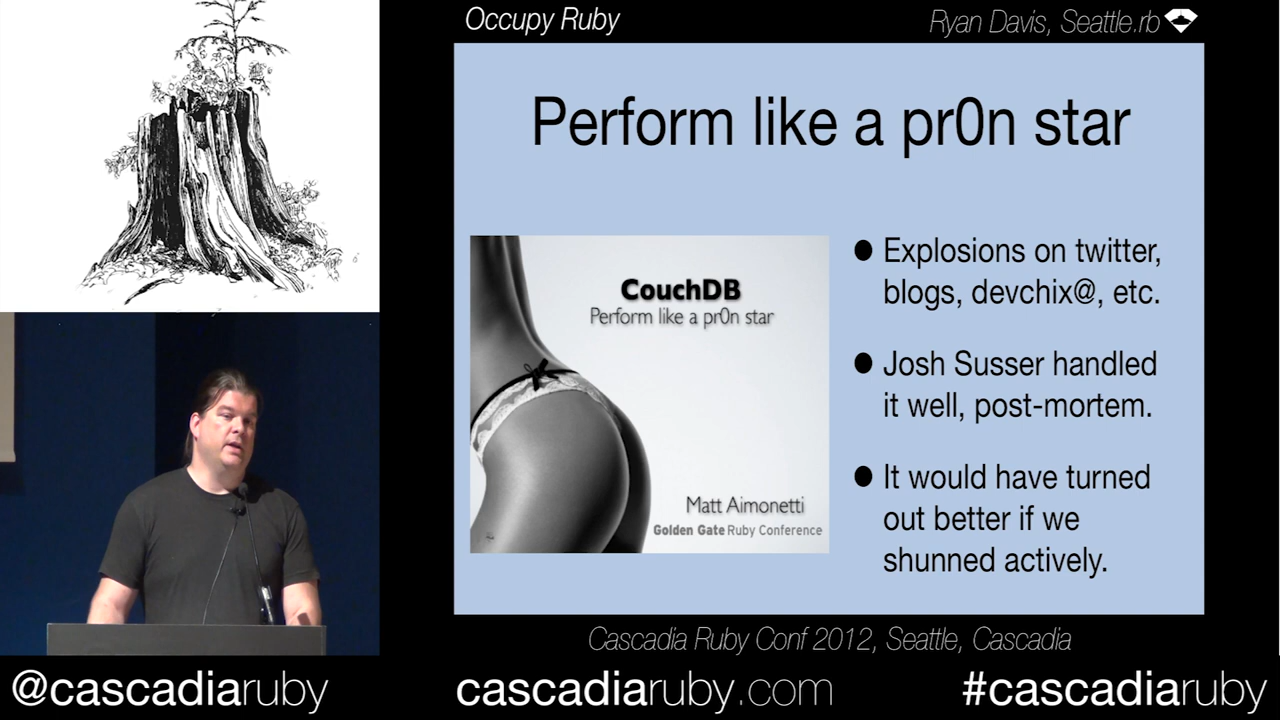 Occupy Ruby
Ryan Davis, Seattle.rb
Perform like a pr0n star
CouchDB
Perform like a pr0n star
Matt Aimonetti
Golden Gate Ruby Conference
● Explosions on twitter,
blogs, devchix@, etc.
● Josh Susser handled
it well, post-mortem.
● It would have turned
out better if we
shunned actively.
Cascadia Ruby Conf 2012, Seattle, Cascadia
@cascadiaruby
cascadiaruby.com
#cascadiaruby